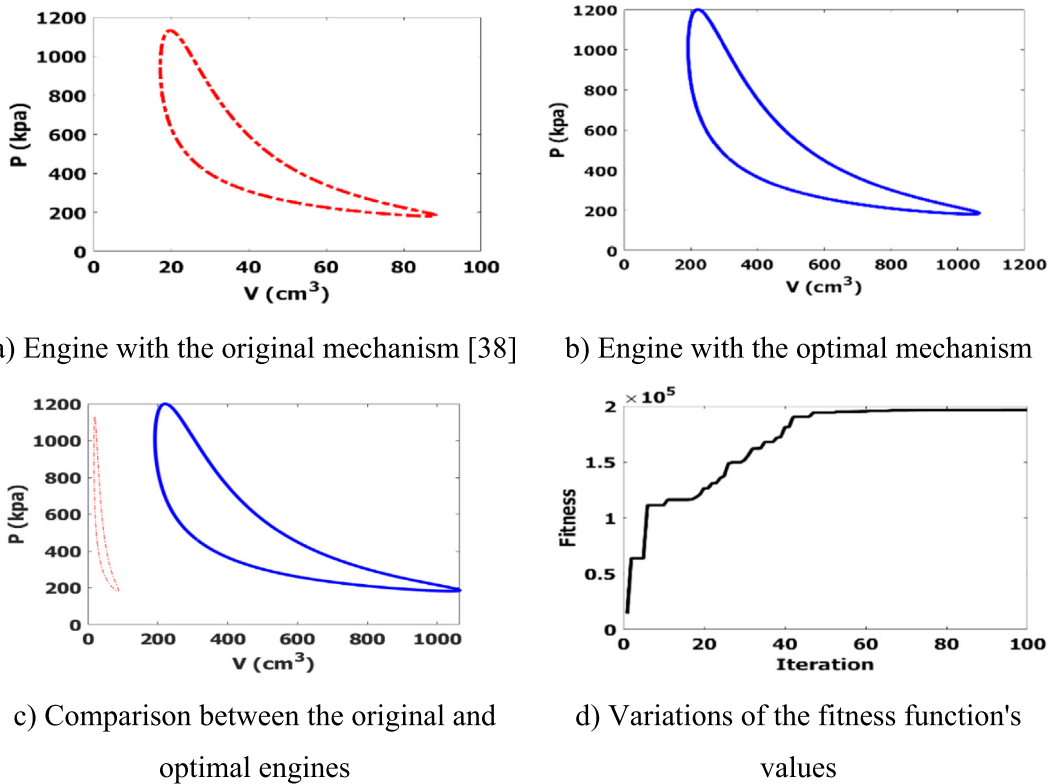 1200
1000
800
600
400
200
0
P (kpa)
0 20 40 60 80 100
V (cm³)
1200
1000
800
600
400
200
0
P (kpa)
0 200 400 600 800 1000 1200
V (cm³)
) Engine with the original mechanism [38]
b) Engine with the optimal mechanism
1200
1000
800
600
400
200
0
P (kpa)
0 200 400 600 800 1000
V (cm³)
× 10⁵
2
1.5
1
0.5
0
Fitness
0 20 40 60 80 100
Iteration
c) Comparison between the original and
optimal engines
d) Variations of the fitness function's
values